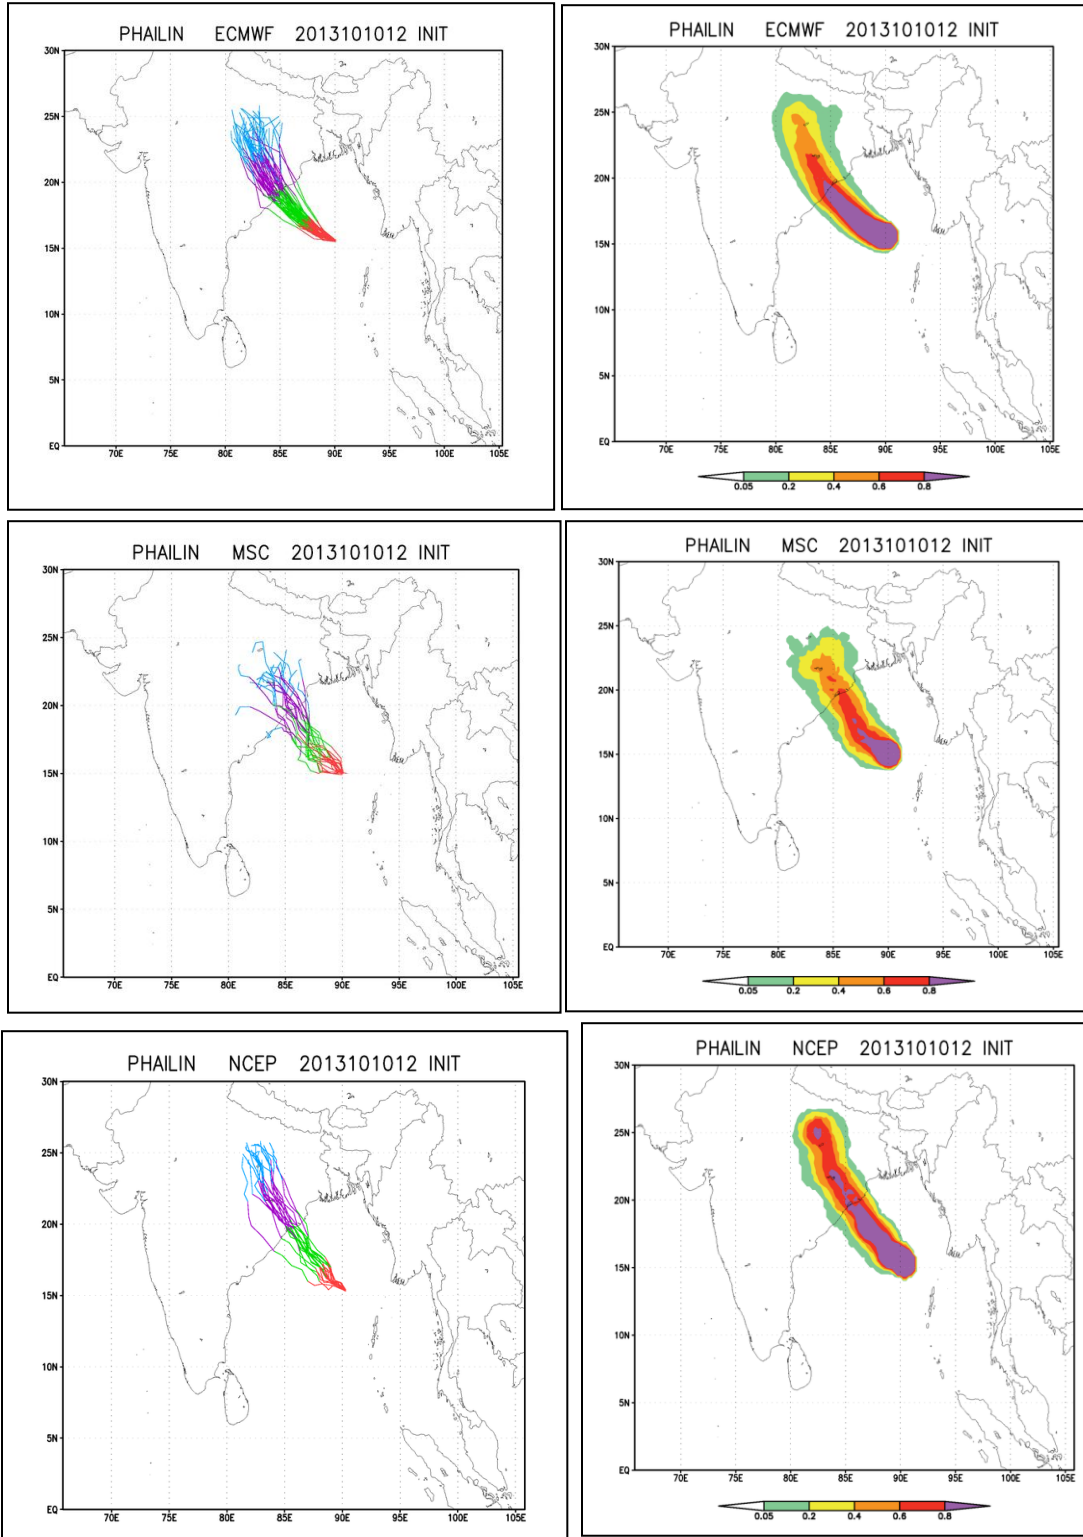 PHAILIN ECMWF 2013101012 INIT
30N
25N
20N
15N
10N
5N
EQ
70E 75E 80E 85E 90E 95E 100E 105E
PHAILIN ECMWF 2013101012 INIT
30N
25N
20N
15N
10N
5N
EQ
70E 75E 80E 85E 90E 95E 100E 105E
0.05 0.2 0.4 0.6 0.8
PHAILIN MSC 2013101012 INIT
30N
25N
20N
15N
10N
5N
EQ
70E 75E 80E 85E 90E 95E 100E 105E
PHAILIN MSC 2013101012 INIT
30N
25N
20N
15N
10N
5N
EQ
70E 75E 80E 85E 90E 95E 100E 105E
0.05 0.2 0.4 0.6 0.8
PHAILIN NCEP 2013101012 INIT
30N
25N
20N
15N
10N
5N
EQ
70E 75E 80E 85E 90E 95E 100E 105E
PHAILIN NCEP 2013101012 INIT
30N
25N
20N
15N
10N
5N
EQ
70E 75E 80E 85E 90E 95E 100E 105E
0.05 0.2 0.4 0.6 0.8